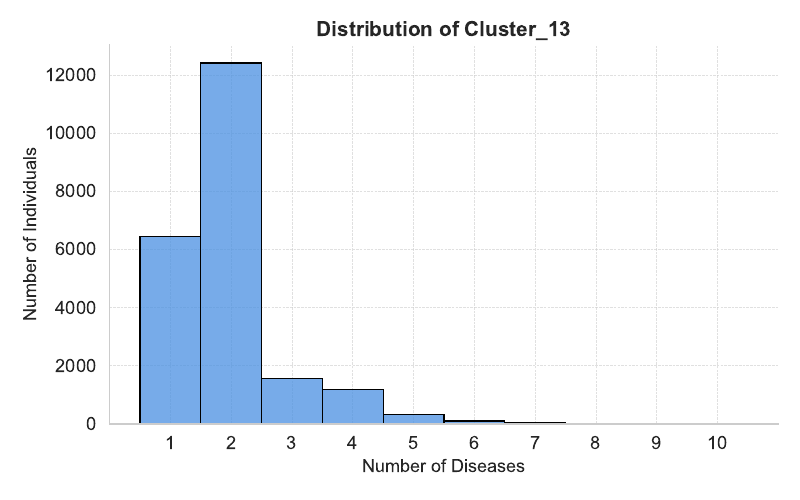 Distribution of Cluster_13
Number of Individuals
12000
10000
8000
6000
4000
2000
0
1 2 3 4 5 6 7 8 9 10
Number of Diseases